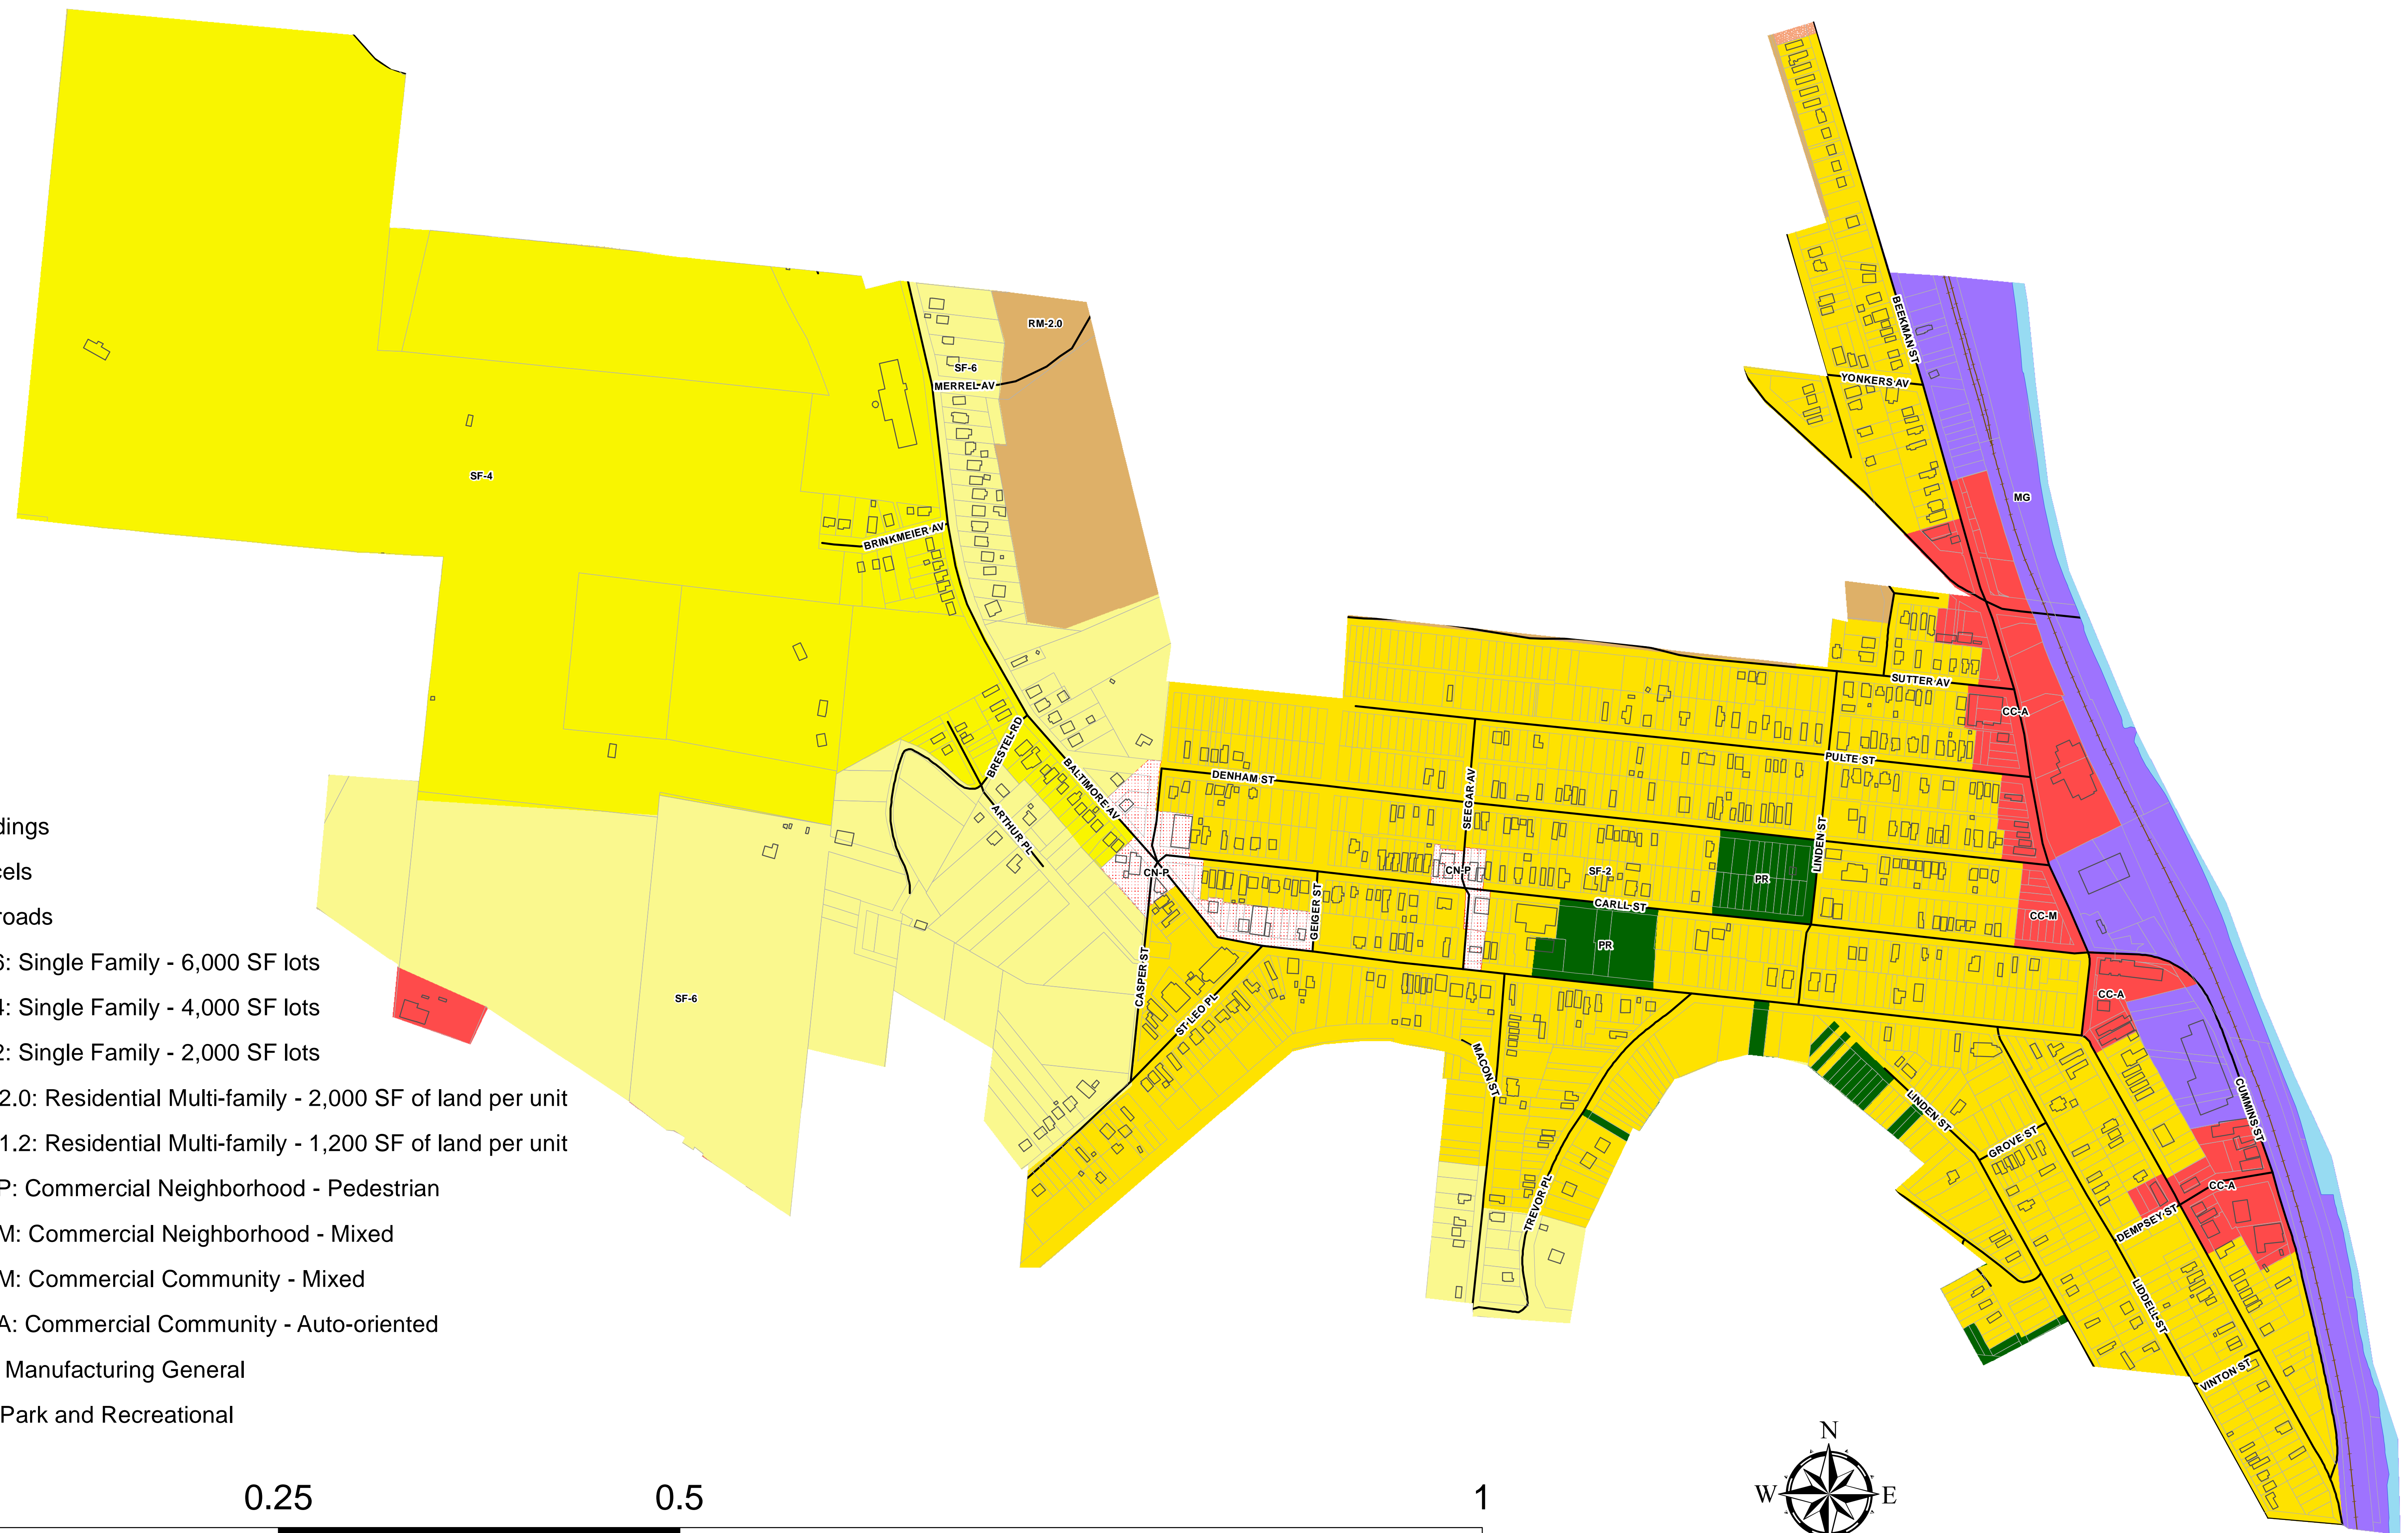 RM-2.0
SF-6
MERREL AV
BEEKMAN ST
YONKERS AV
SF-4
MG
BRINKMEIER AV
SUTTER AV
CC-A
BRESTEL RD
BALTIMORE AV
DENHAM ST
SEEGAR AV
PULTE ST
ARTHUR PL
LINDEN ST
CN-P
CN-P
SF-2
PR
GEIGER ST
CARLL ST
CC-M
PR
CASPER ST
SF-6
ST LEO PL
CC-A
MACON ST
LINDEN ST
CUMMINS ST
GROVE ST
TREVOR PL
CC-A
DEMPSEY ST
LIDDELL ST
VINTON ST
dings
cels
roads
6: Single Family - 6,000 SF lots
4: Single Family - 4,000 SF lots
2: Single Family - 2,000 SF lots
2.0: Residential Multi-family - 2,000 SF of land per unit
1.2: Residential Multi-family - 1,200 SF of land per unit
P: Commercial Neighborhood - Pedestrian
M: Commercial Neighborhood - Mixed
M: Commercial Community - Mixed
A: Commercial Community - Auto-oriented
Manufacturing General
Park and Recreational
0.25 0.5 1
N
W E